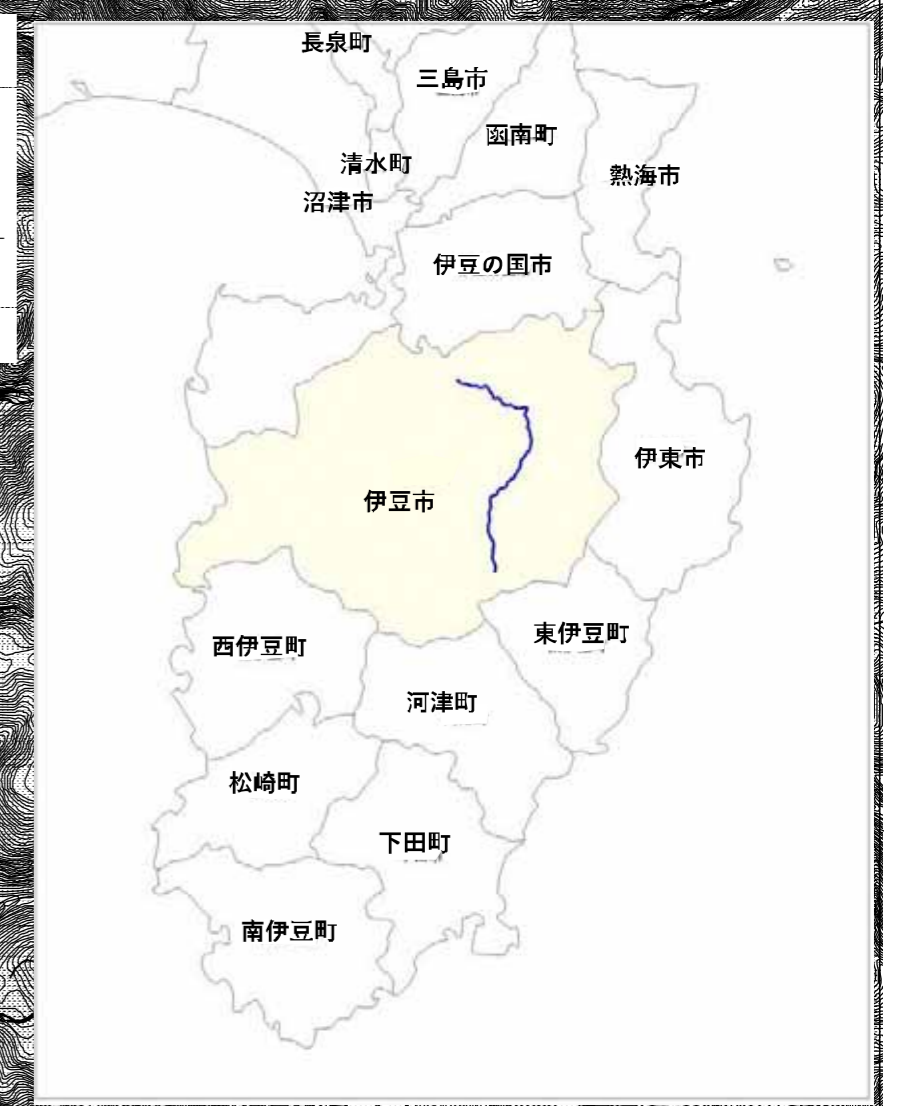 長泉町
三島市
函南町
清水町
熱海市
沼津市
伊豆の国市
伊東市
伊豆市
東伊豆町
西伊豆町
河津町
松崎町
下田町
南伊豆町